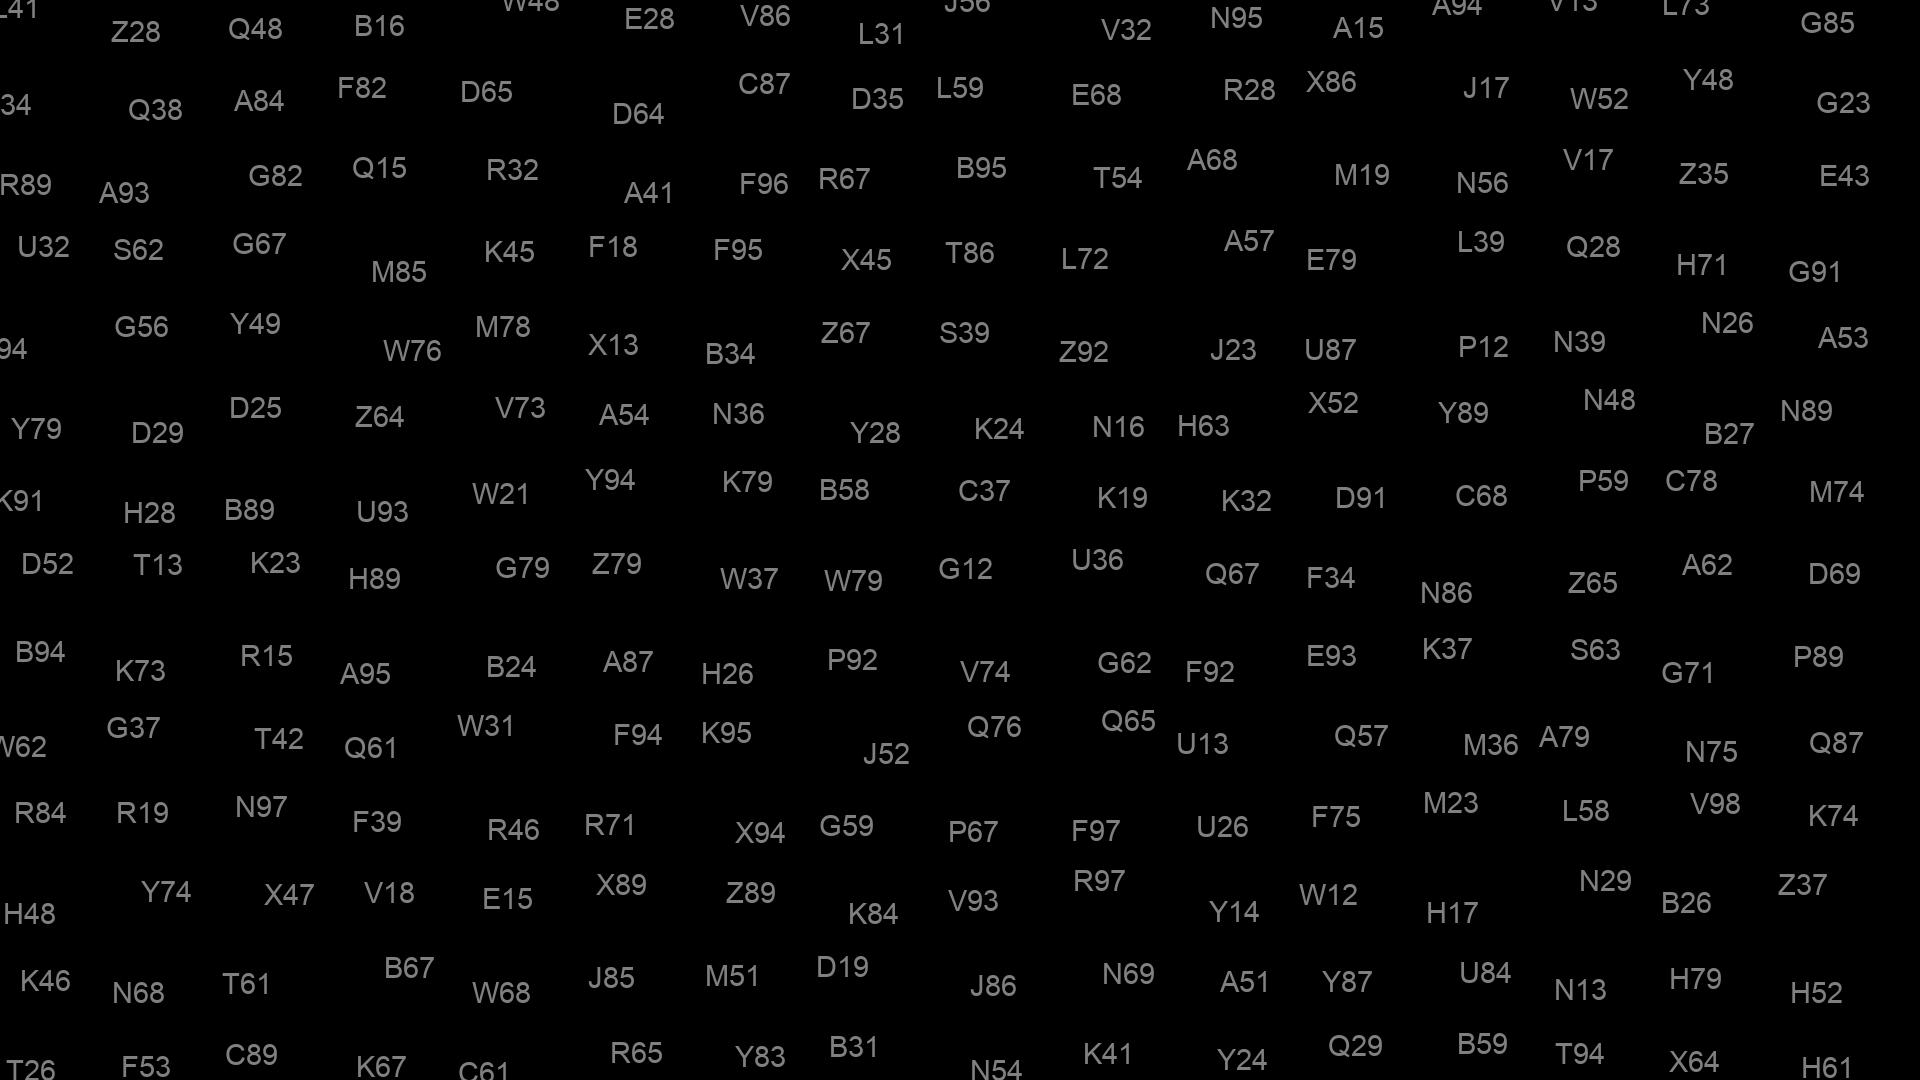 L41 Z28 Q48 B16 W48 E28 V86 L31 J56 V32 N95 A15 A94 V13 L73 G85
34 Q38 A84 F82 D65 D64 C87 D35 L59 E68 R28 X86 J17 W52 Y48 G23
R89 A93 G82 Q15 R32 A41 F96 R67 B95 T54 A68 M19 N56 V17 Z35 E43
U32 S62 G67 M85 K45 F18 F95 X45 T86 L72 A57 E79 L39 Q28 H71 G91
94 G56 Y49 W76 M78 X13 B34 Z67 S39 Z92 J23 U87 P12 N39 N26 A53
Y79 D29 D25 Z64 V73 A54 N36 Y28 K24 N16 H63 X52 Y89 N48 B27 N89
K91 H28 B89 U93 W21 Y94 K79 B58 C37 K19 K32 D91 C68 P59 C78 M74
D52 T13 K23 H89 G79 Z79 W37 W79 G12 U36 Q67 F34 N86 Z65 A62 D69
B94 K73 R15 A95 B24 A87 H26 P92 V74 G62 F92 E93 K37 S63 G71 P89
W62 G37 T42 Q61 W31 F94 K95 J52 Q76 Q65 U13 Q57 M36 A79 N75 Q87
R84 R19 N97 F39 R46 R71 X94 G59 P67 F97 U26 F75 M23 L58 V98 K74
H48 Y74 X47 V18 E15 X89 Z89 K84 V93 R97 Y14 W12 H17 N29 B26 Z37
K46 N68 T61 B67 W68 J85 M51 D19 J86 N69 A51 Y87 U84 N13 H79 H52
T26 F53 C89 K67 C61 R65 Y83 B31 N54 K41 Y24 Q29 B59 T94 X64 H61